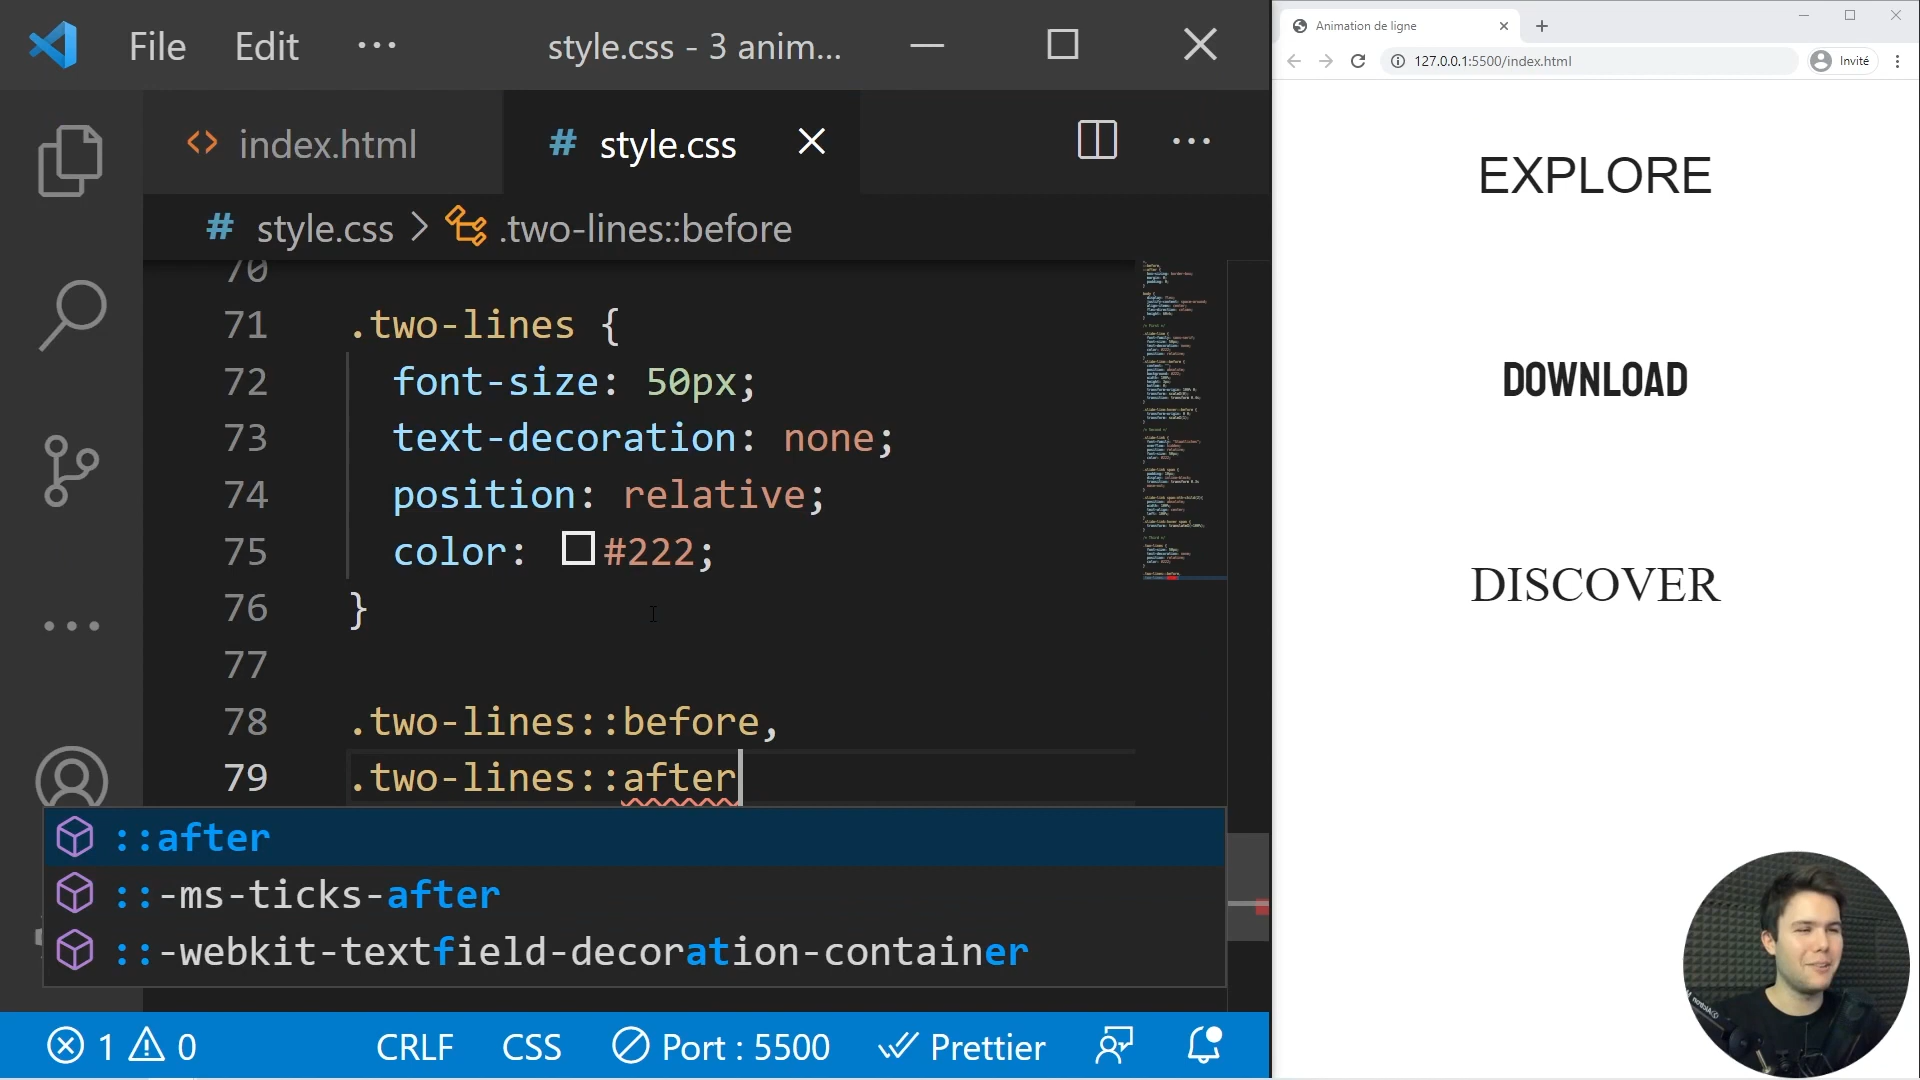 File Edit ··· style.css - 3 anim...
index.html
style.css
style.css > .two-lines::before
70
71 .two-lines {
72 font-size: 50px;
73 text-decoration: none;
74 position: relative;
75 color: #222;
76 }
77
78 .two-lines::before,
79 .two-lines::after
::after
::-ms-ticks-after
::-webkit-textfield-decoration-container
1 0 CRLF CSS Port : 5500 Prettier
Animation de ligne
127.0.0.1:5500/index.html
Invité
EXPLORE
DOWNLOAD
DISCOVER